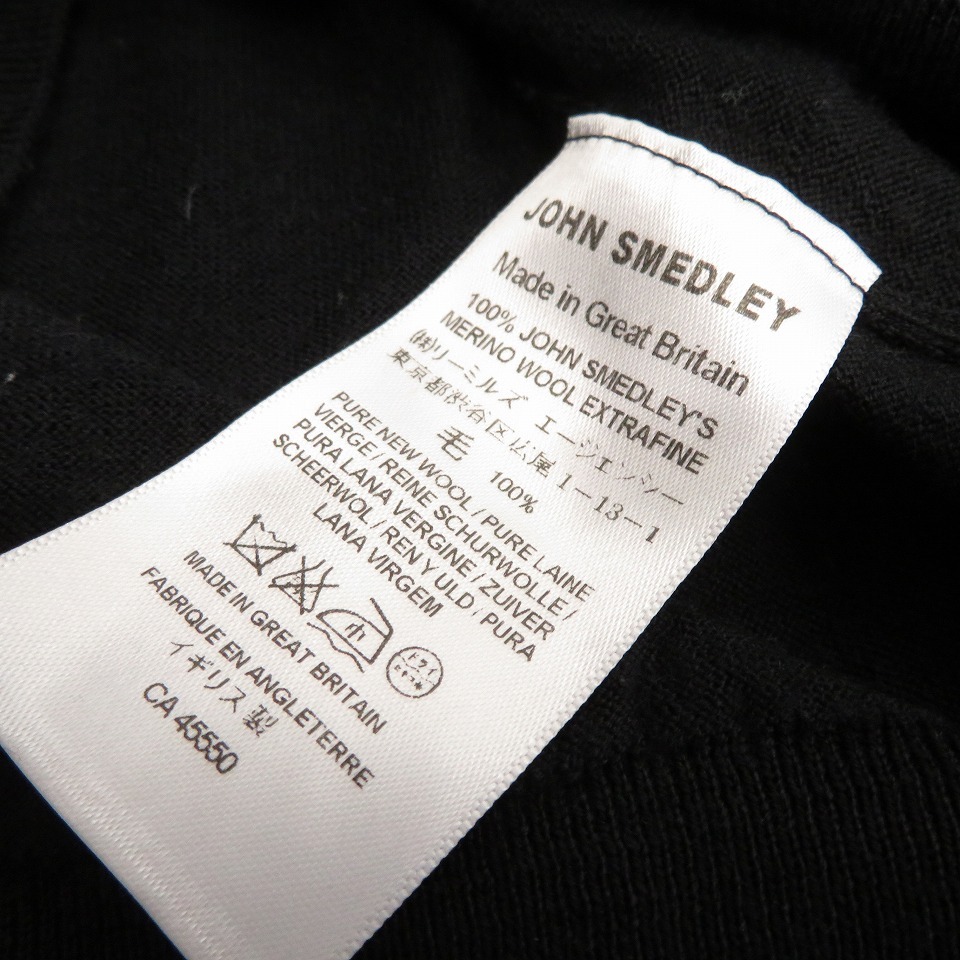 JOHN SMEDLEY
Made in Great Britain
100% JOHN SMEDLEY'S
MERINO WOOL EXTRAFINE
(株)リーミルズ エージェンシー
東京都渋谷区広尾 1-13-1
毛 100%
PURE NEW WOOL / PURE LAINE
VIERGE / REINE SCHURWOLLE /
PURA LANA VERGINE / ZUIVER
SCHEERWOL / REN Y ULD / PURA
LANA VIRGEM
MADE IN GREAT BRITAIN
FABRIQUE EN ANGLETERRE
イギリス製
CA 45550